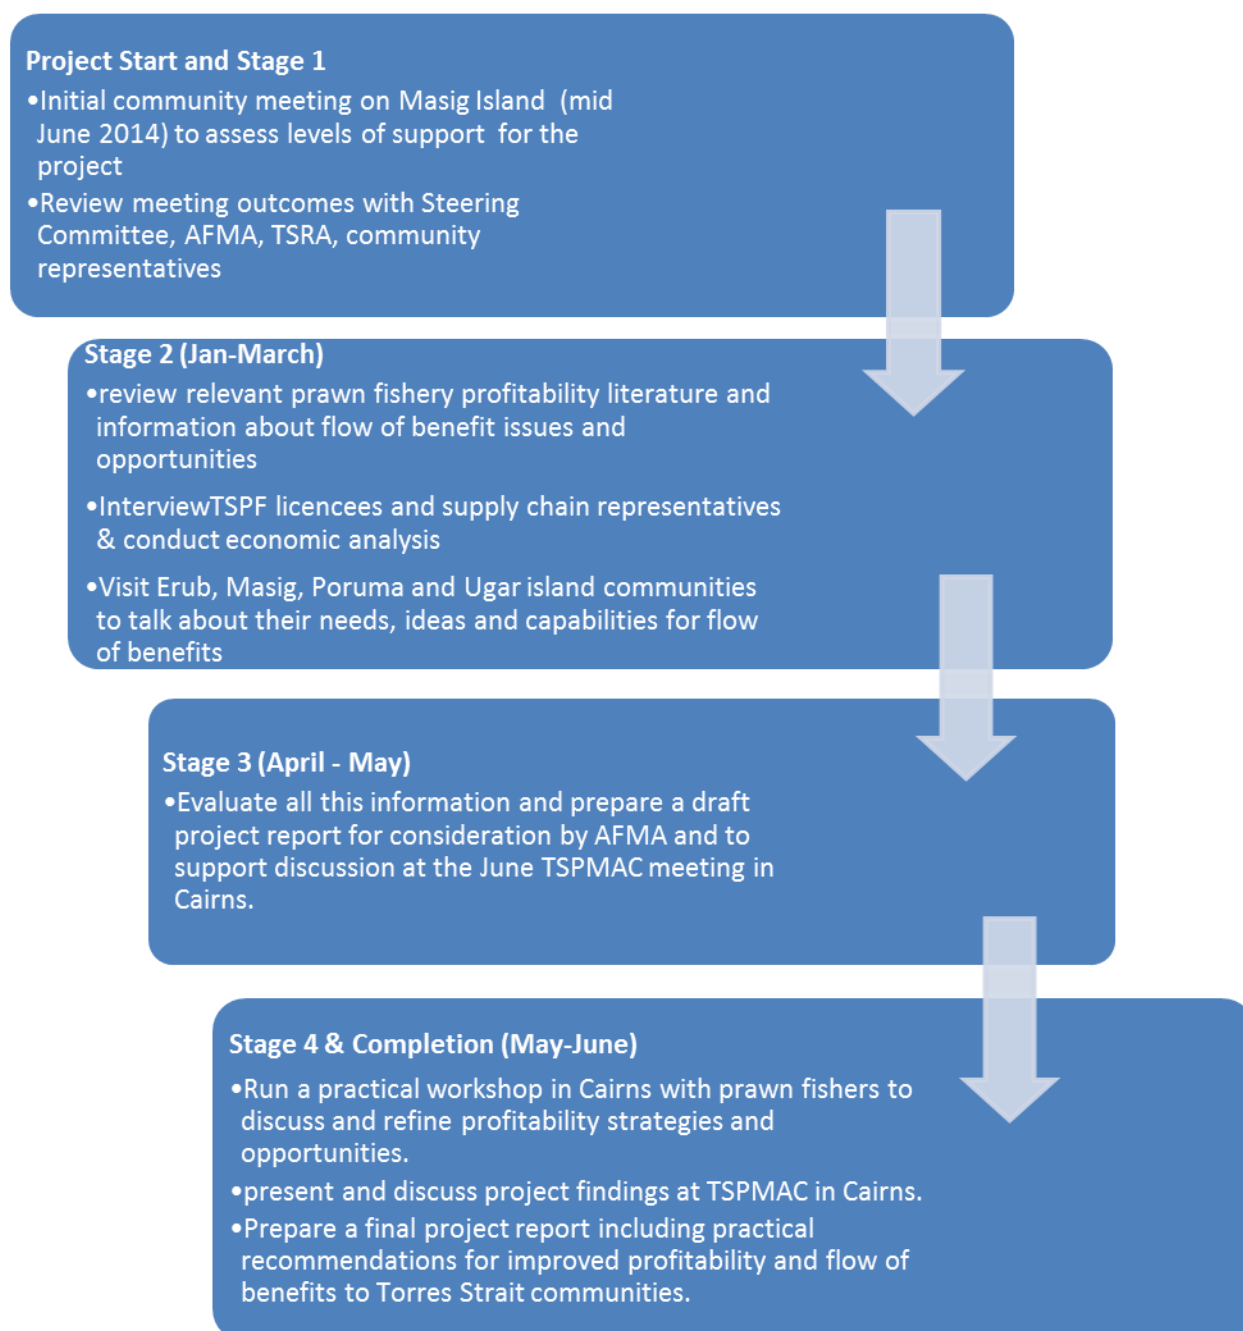 Project Start and Stage 1
•Initial community meeting on Masig Island (mid
June 2014) to assess levels of support for the
project
•Review meeting outcomes with Steering
Committee, AFMA, TSRA, community
representatives
Stage 2 (Jan-March)
•review relevant prawn fishery profitability literature and
information about flow of benefit issues and
opportunities
•InterviewTSPF licencees and supply chain representatives
& conduct economic analysis
•Visit Erub, Masig, Poruma and Ugar island communities
to talk about their needs, ideas and capabilities for flow
of benefits
Stage 3 (April - May)
•Evaluate all this information and prepare a draft
project report for consideration by AFMA and to
support discussion at the June TSPMAC meeting in
Cairns.
Stage 4 & Completion (May-June)
•Run a practical workshop in Cairns with prawn fishers to
discuss and refine profitability strategies and
opportunities.
•present and discuss project findings at TSPMAC in Cairns.
•Prepare a final project report including practical
recommendations for improved profitability and flow of
benefits to Torres Strait communities.